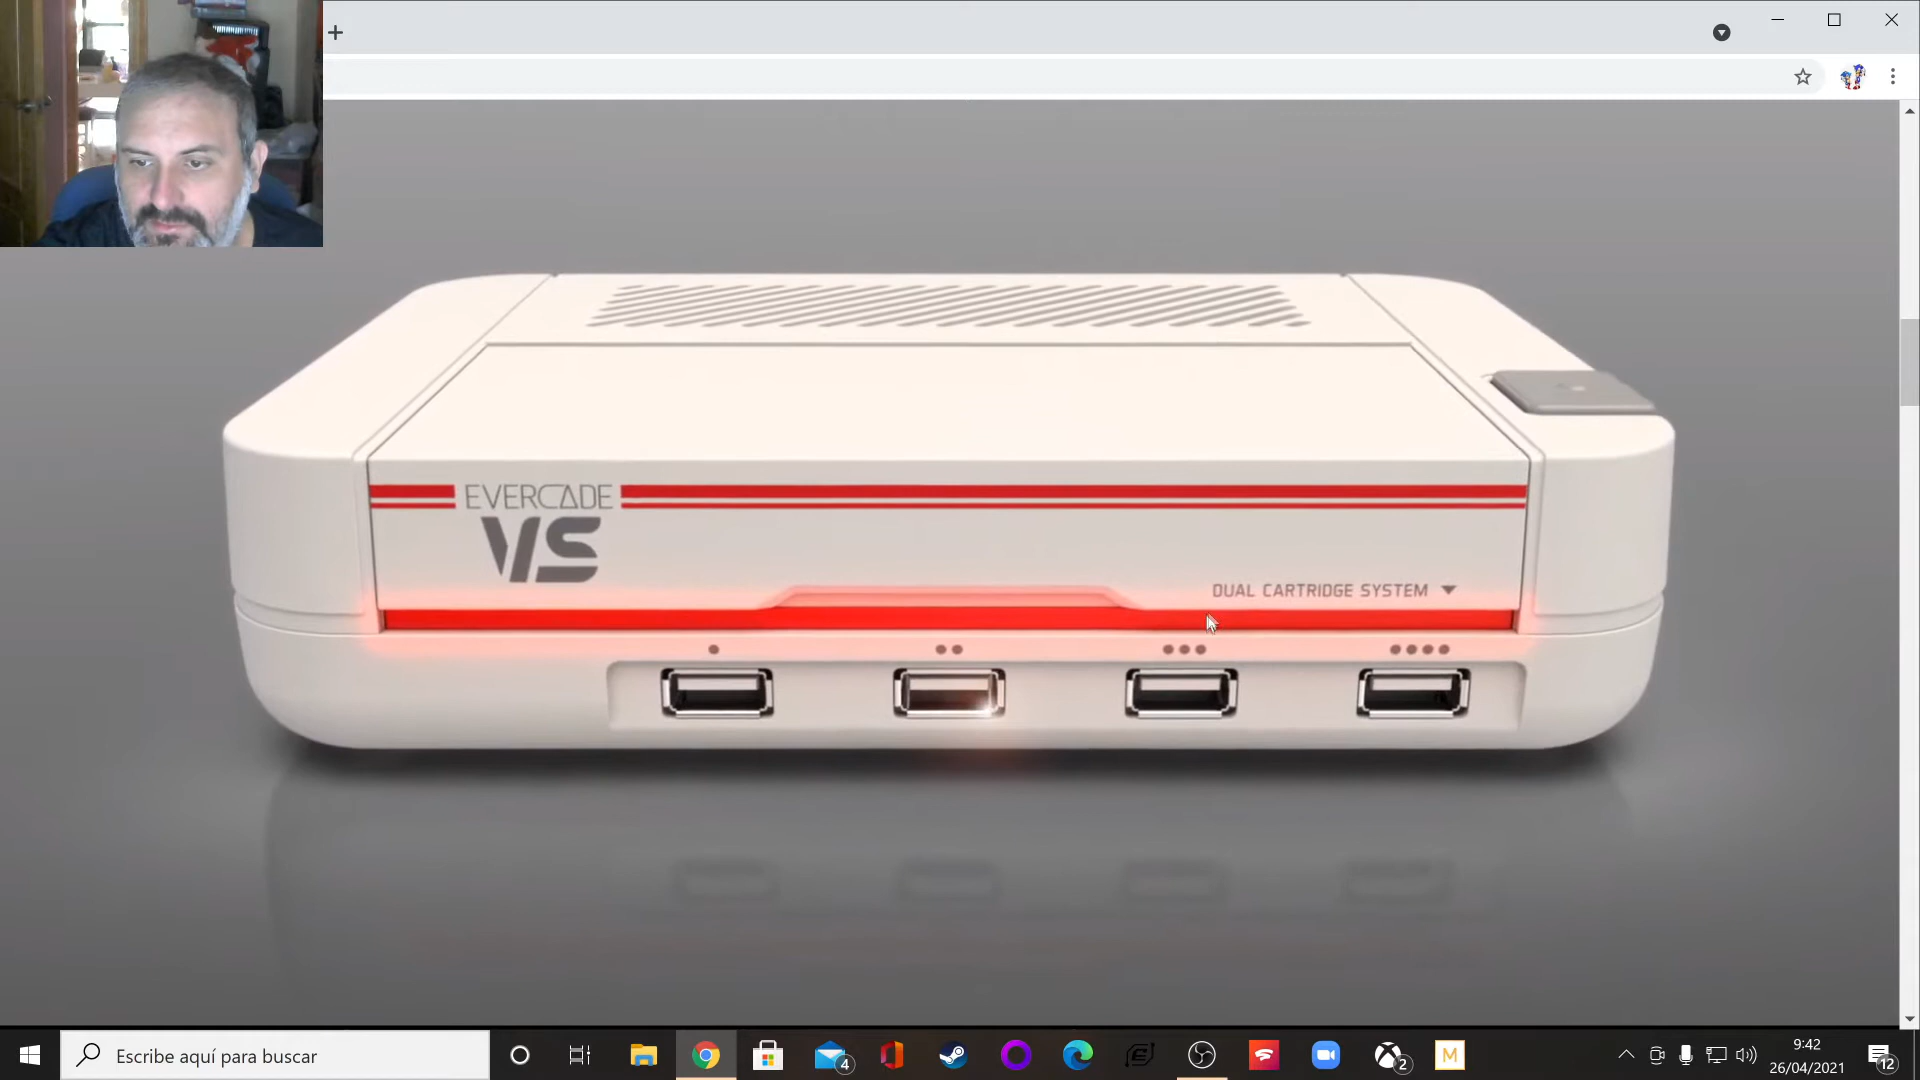 EVERCADE
VS
DUAL CARTRIDGE SYSTEM
Escribe aquí para buscar
4
2
M
9:42
26/04/2021
12